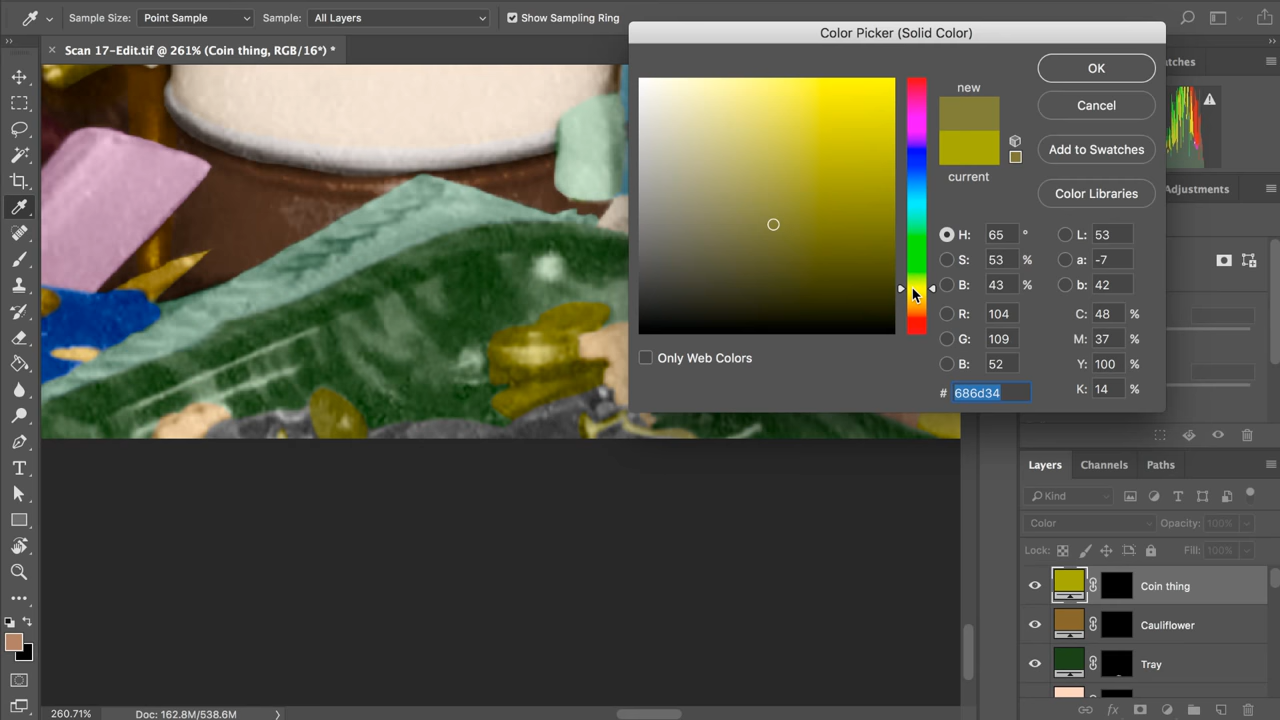 Sample Size: Point Sample Sample: All Layers Show Sampling Ring
Scan 17-Edit.tif @ 261% (Coin thing, RGB/16*) *
Color Picker (Solid Color)
new
current
OK
Cancel
Add to Swatches
Color Libraries
H: 65 °
S: 53 %
B: 43 %
R: 104
G: 109
B: 52
# 686d34
L: 53
a: -7
b: 42
C: 48 %
M: 37 %
Y: 100 %
K: 14 %
Only Web Colors
atches
Adjustments
Layers Channels Paths
Kind
Color Opacity: 100%
Lock: Fill: 100%
Coin thing
Cauliflower
Tray
260.71% Doc: 162.8M/538.6M